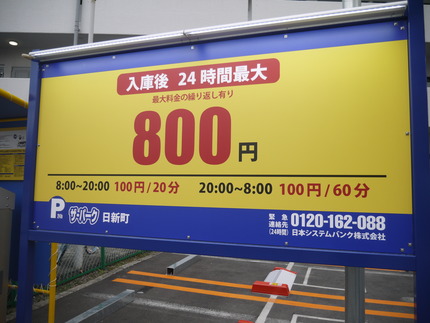 入庫後 24時間最大
最大料金の繰り返し有り
800円
8:00~20:00 100円/20分 20:00~8:00 100円/60分
P ザ・パーク 日新町
緊急連絡先(24時間) 0120-162-088
日本システムバンク株式会社